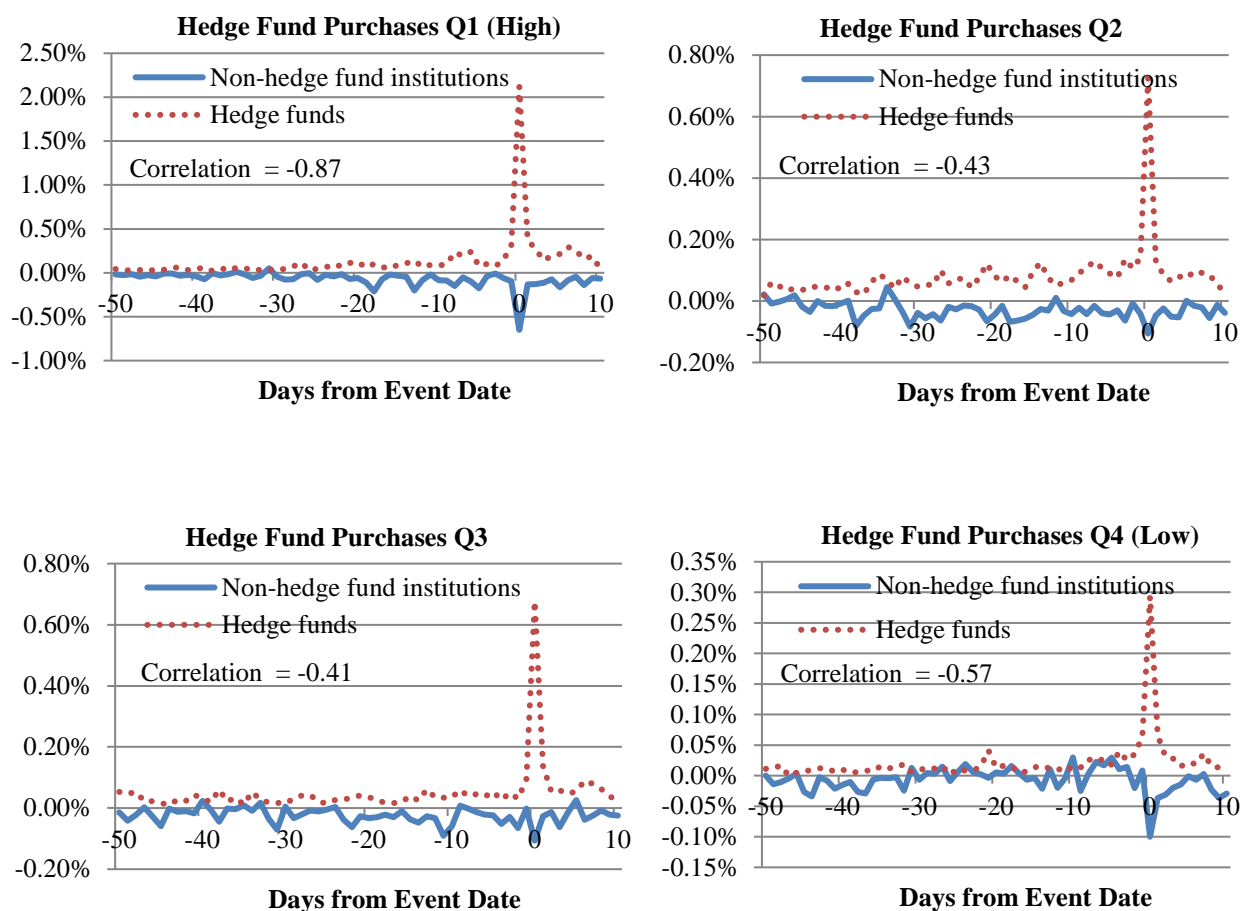 Hedge Fund Purchases Q1 (High)
2.50%
2.00%
1.50%
1.00%
0.50%
0.00%
-0.50%
-1.00%
Non-hedge fund institutions
Hedge funds
Correlation = -0.87
-50 -40 -30 -20 -10 0 10
Days from Event Date
Hedge Fund Purchases Q2
0.80%
0.60%
0.40%
0.20%
0.00%
-0.20%
Non-hedge fund institutions
Hedge funds
Correlation = -0.43
-50 -40 -30 -20 -10 0 10
Days from Event Date
Hedge Fund Purchases Q3
0.80%
0.60%
0.40%
0.20%
0.00%
-0.20%
Non-hedge fund institutions
Hedge funds
Correlation = -0.41
-50 -40 -30 -20 -10 0 10
Days from Event Date
Hedge Fund Purchases Q4 (Low)
0.35%
0.30%
0.25%
0.20%
0.15%
0.10%
0.05%
0.00%
-0.05%
-0.10%
-0.15%
Non-hedge fund institutions
Hedge funds
Correlation = -0.57
-50 -40 -30 -20 -10 0 10
Days from Event Date